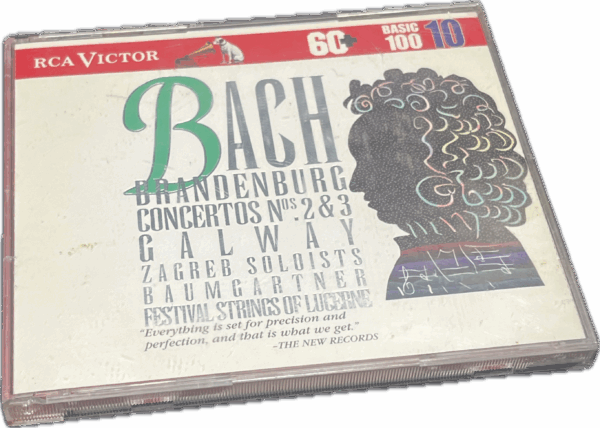 RCA VICTOR
60+
BASIC
100
10
BACH
BRANDENBURG
CONCERTOS Nos. 2 & 3
GALWAY
ZAGREB SOLOISTS
BAUMGARTNER
FESTIVAL STRINGS OF LUCERNE
"Everything is set for precision and
perfection, and that is what we get."
-THE NEW RECORDS